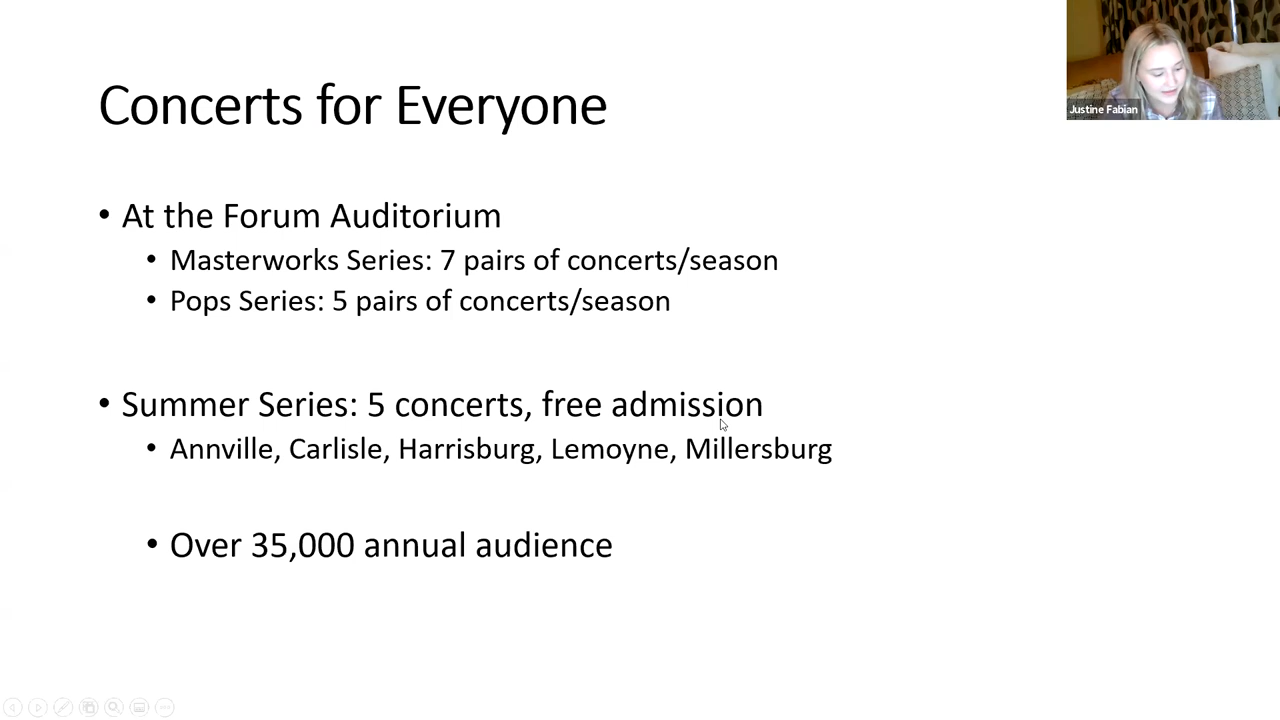 Concerts for Everyone
Justine Fabian
• At the Forum Auditorium
• Masterworks Series: 7 pairs of concerts/season
• Pops Series: 5 pairs of concerts/season
• Summer Series: 5 concerts, free admission
• Annville, Carlisle, Harrisburg, Lemoyne, Millersburg
• Over 35,000 annual audience